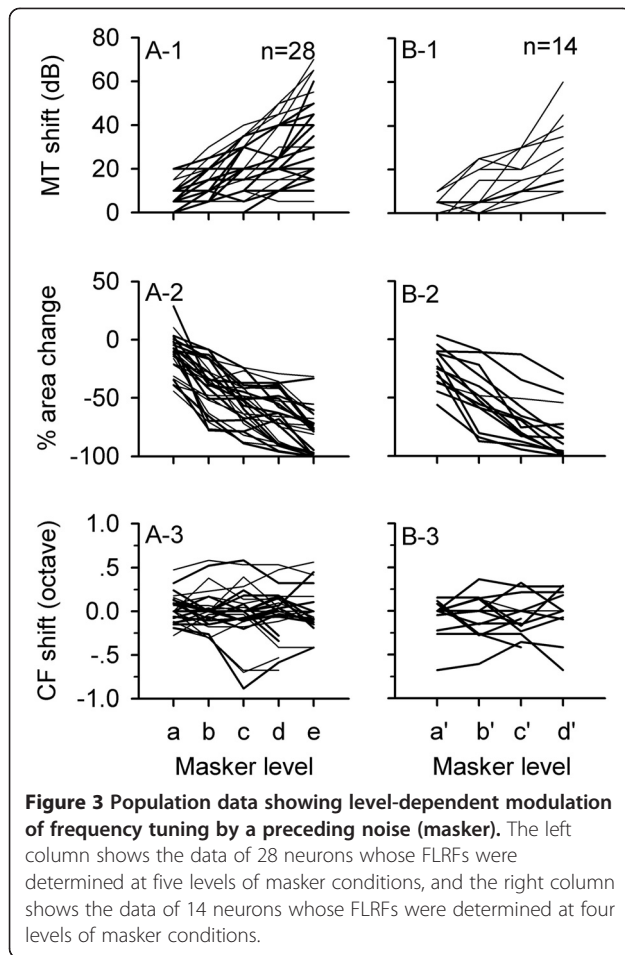 A-1 n=28
B-1 n=14
MT shift (dB)
80
60
40
20
0
A-2
B-2
% area change
50
0
-50
-100
A-3
B-3
CF shift (octave)
1.0
.5
0.0
-.5
-1.0
a b c d e
a' b' c' d'
Masker level
Masker level
Figure 3 Population data showing level-dependent modulation
of frequency tuning by a preceding noise (masker). The left
column shows the data of 28 neurons whose FLRFs were
determined at five levels of masker conditions, and the right column
shows the data of 14 neurons whose FLRFs were determined at four
levels of masker conditions.